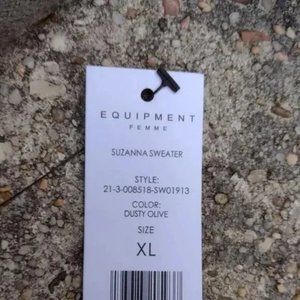 EQUIPMENT
FEMME
SUZANNA SWEATER
STYLE:
21-3-008518-SW01913
COLOR:
DUSTY OLIVE
SIZE
XL